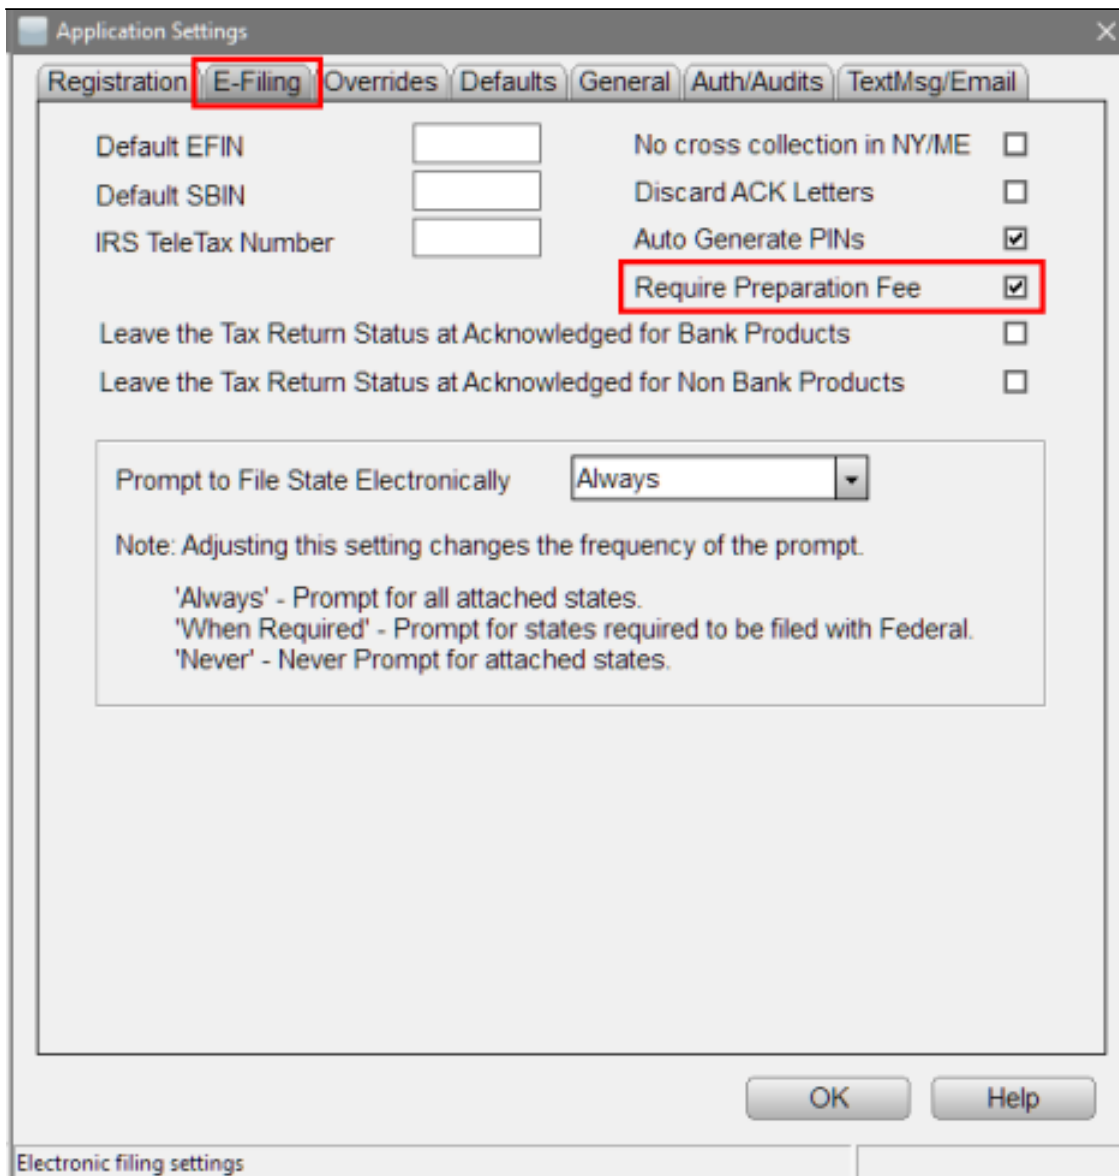 Application Settings
Registration E-Filing Overrides Defaults General Auth/Audits TextMsg/Email
Default EFIN
No cross collection in NY/ME
Default SBIN
Discard ACK Letters
IRS TeleTax Number
Auto Generate PINs
Require Preparation Fee
Leave the Tax Return Status at Acknowledged for Bank Products
Leave the Tax Return Status at Acknowledged for Non Bank Products
Prompt to File State Electronically Always
Note: Adjusting this setting changes the frequency of the prompt.
'Always' - Prompt for all attached states.
'When Required' - Prompt for states required to be filed with Federal.
'Never' - Never Prompt for attached states.
OK Help
Electronic filing settings